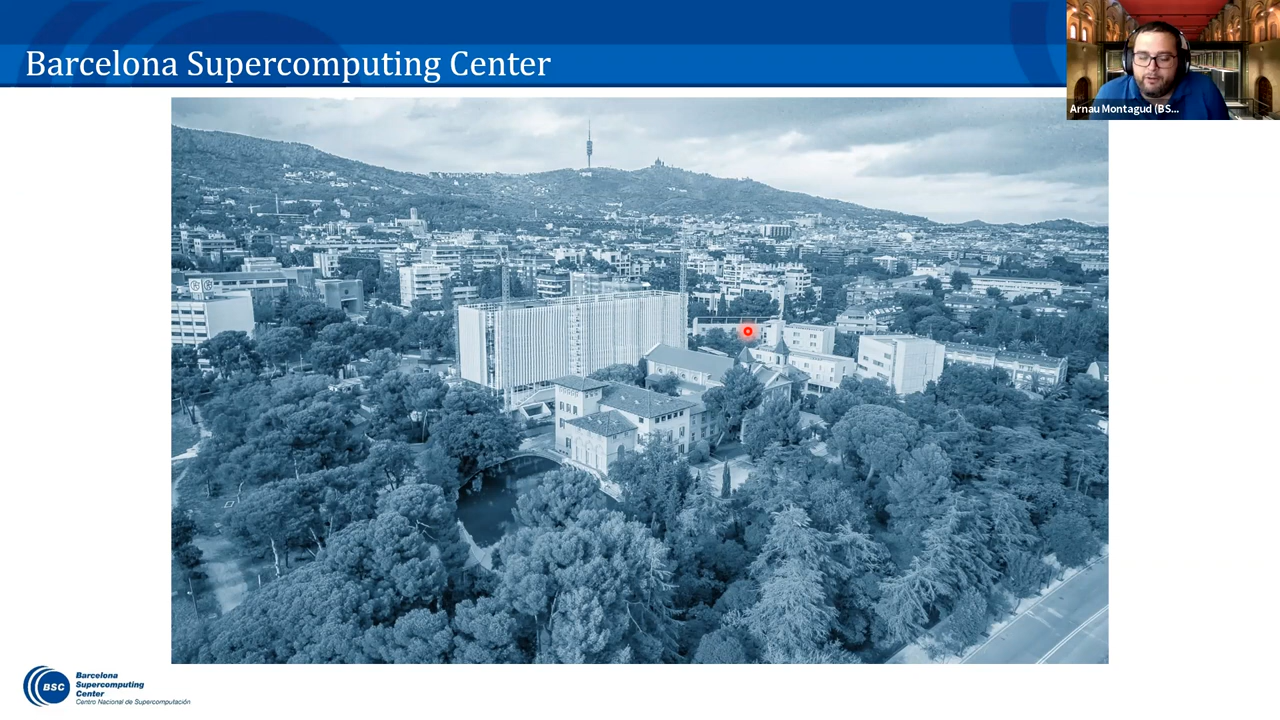 Barcelona Supercomputing Center
Arnau Montagud (BS...
BSC
Barcelona
Supercomputing
Center
Centro Nacional de Supercomputación